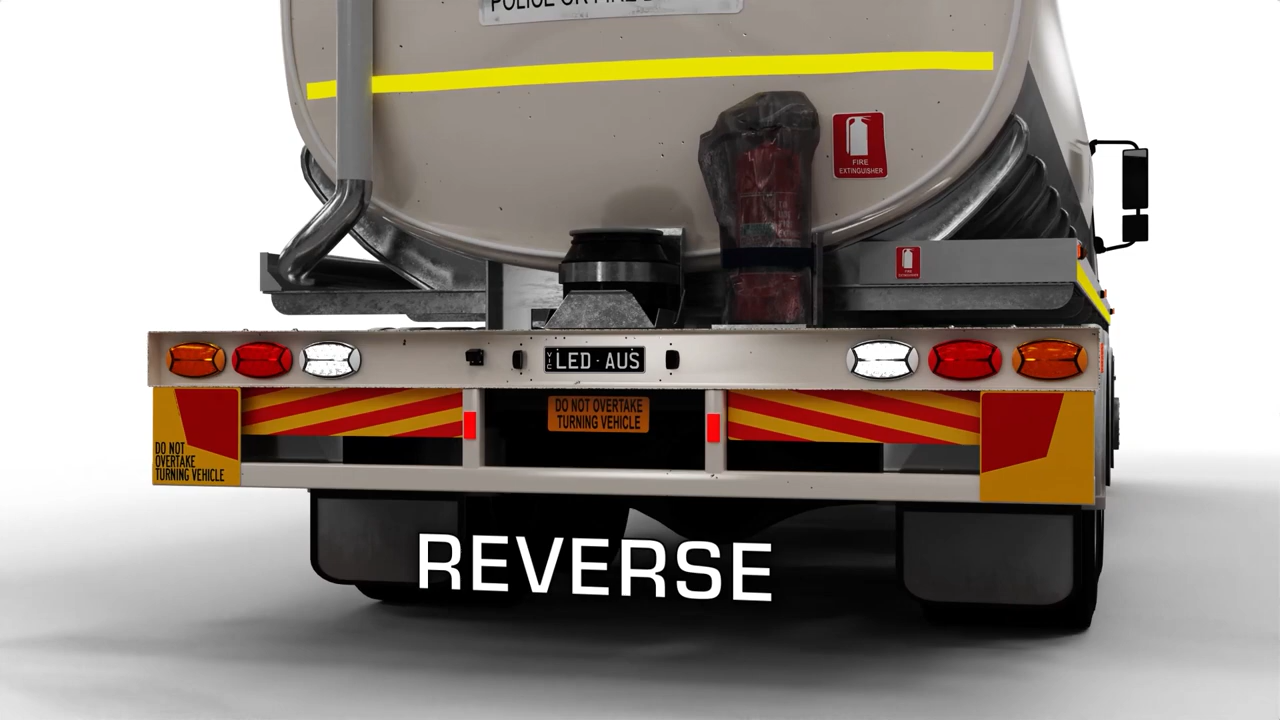 POLICE OR FIRE
FIRE
EXTINGUISHER
VIC
LED·AUS
DO NOT OVERTAKE
TURNING VEHICLE
DO NOT
OVERTAKE
TURNING VEHICLE
REVERSE